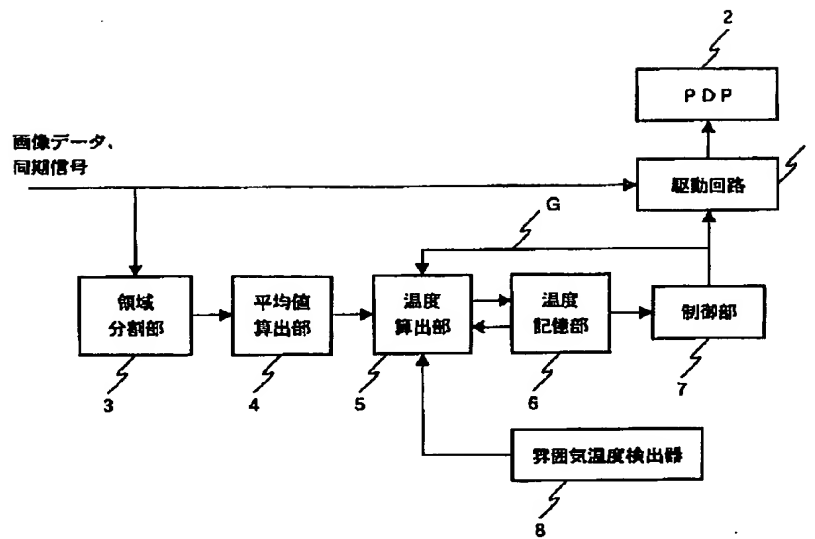 2
PDP
画像データ、
同期信号
駆動回路
G
領域
分割部
平均値
算出部
温度
算出部
温度
記憶部
制御部
3
4
5
6
7
雰囲気温度検出器
8